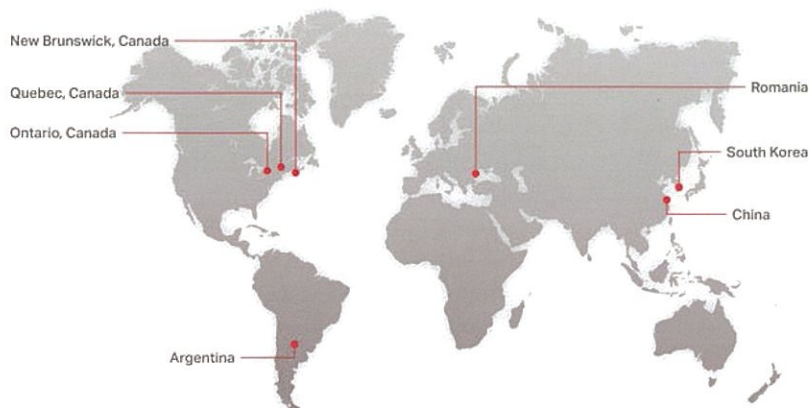 New Brunswick, Canada
Quebec, Canada
Ontario, Canada
Romania
South Korea
China
Argentina